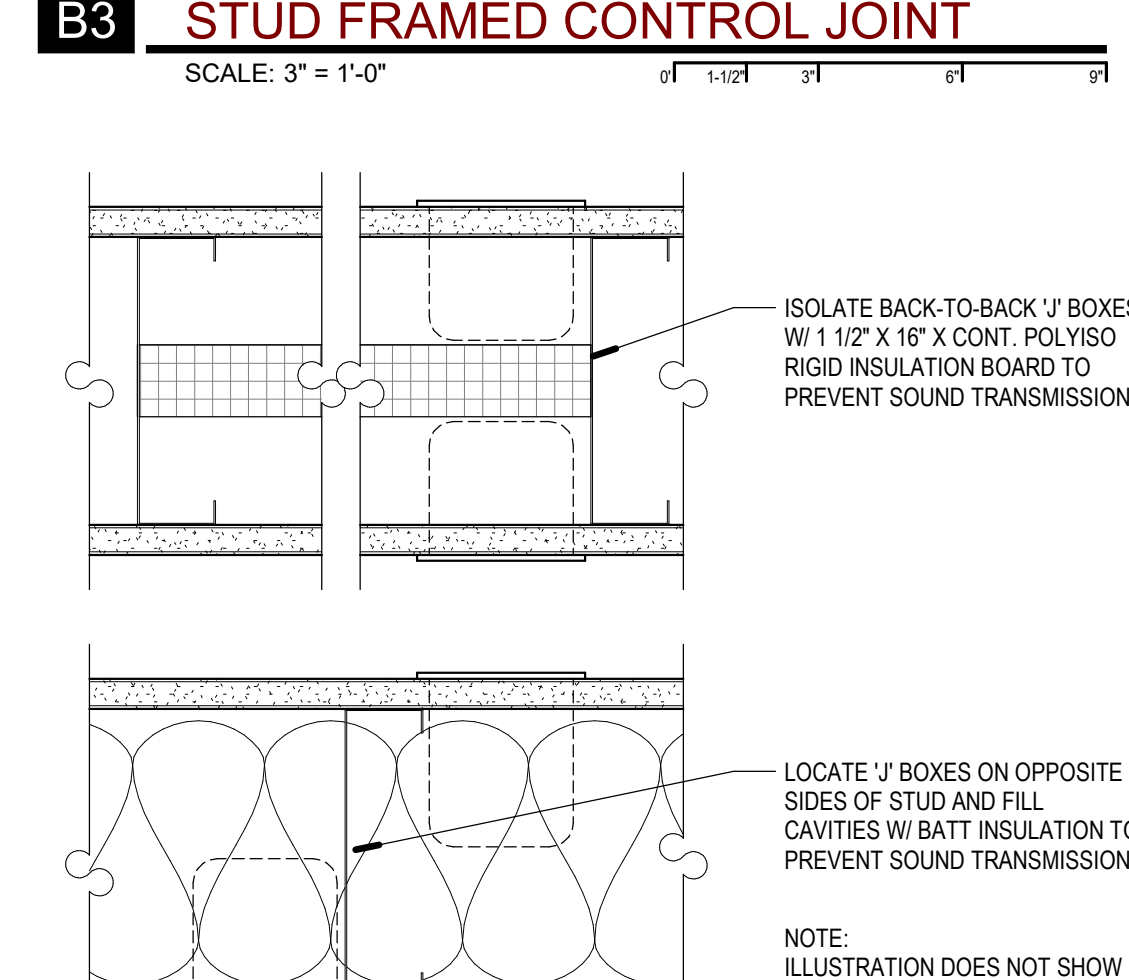 B3 STUD FRAMED CONTROL JOINT
SCALE: 3" = 1'-0"
0' 1-1/2" 3" 6" 9"
ISOLATE BACK-TO-BACK 'J' BOXES
W/ 1 1/2" X 16" X CONT. POLYISO
RIGID INSULATION BOARD TO
PREVENT SOUND TRANSMISSION
LOCATE 'J' BOXES ON OPPOSITE
SIDES OF STUD AND FILL
CAVITIES W/ BATT INSULATION TO
PREVENT SOUND TRANSMISSION
NOTE:
ILLUSTRATION DOES NOT SHOW